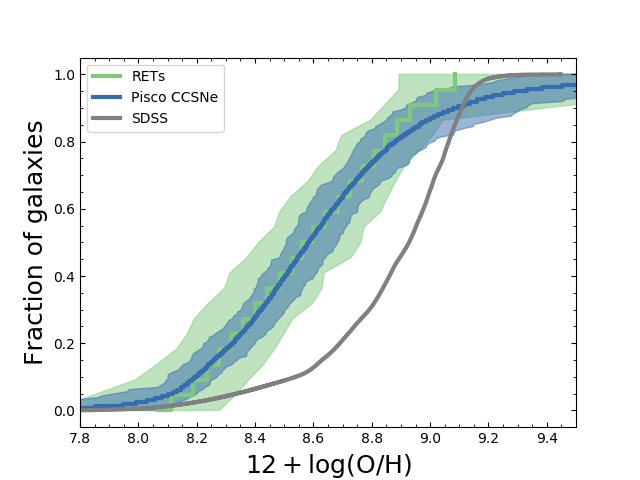 RETs
Pisco CCSNe
SDSS
Fraction of galaxies
1.0
0.8
0.6
0.4
0.2
0.0
7.8 8.0 8.2 8.4 8.6 8.8 9.0 9.2 9.4
12 + log(O/H)